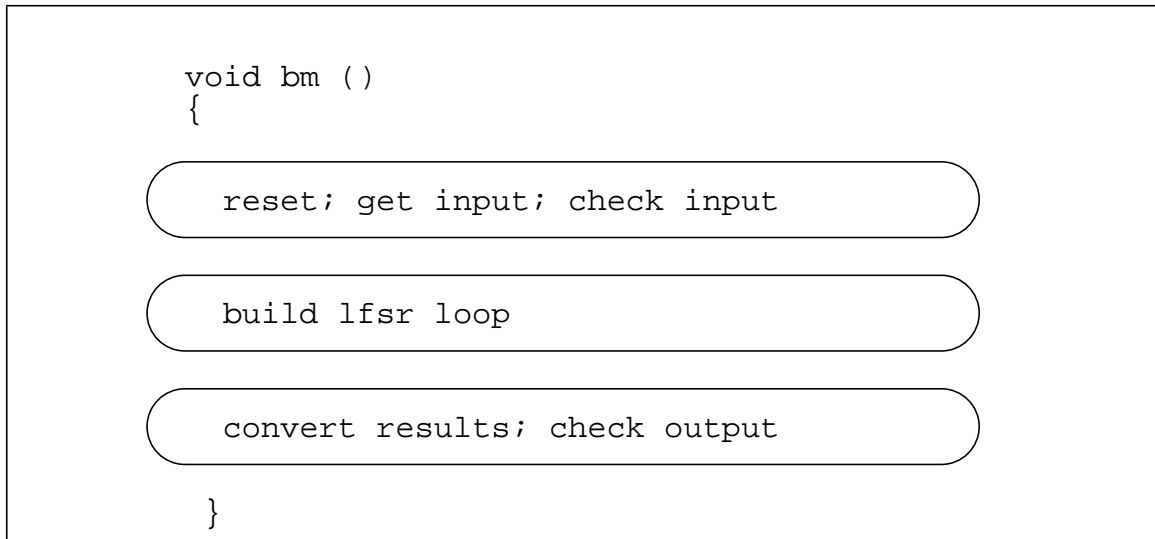 void bm ()
{
reset; get input; check input
build lfsr loop
convert results; check output
}